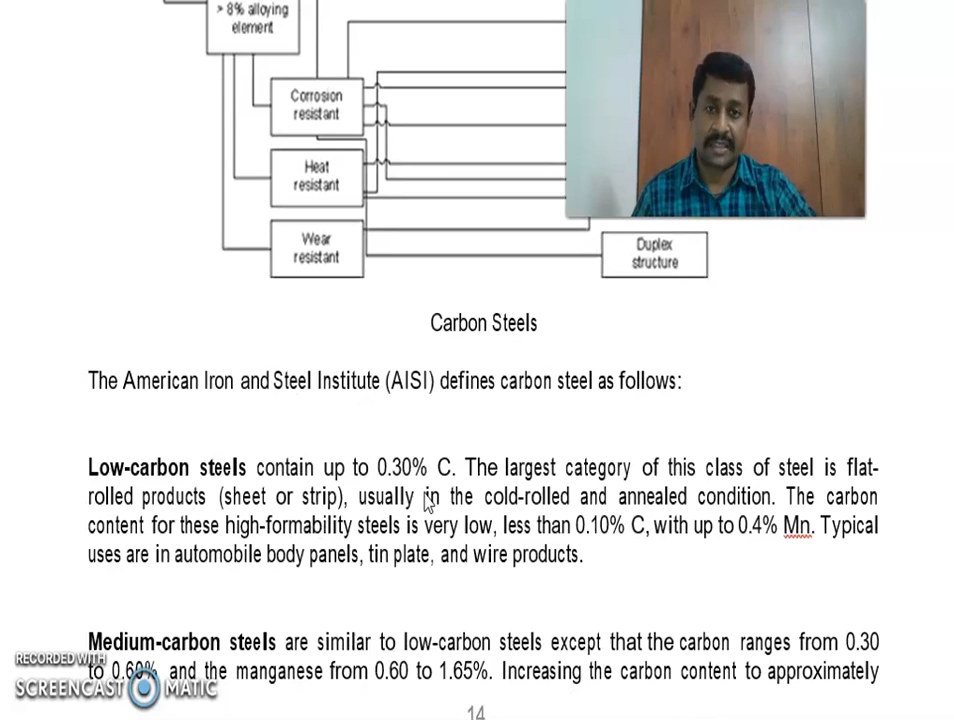 > 8% alloying
element
Corrosion
resistant
Heat
resistant
Wear
resistant
Duplex
structure
Carbon Steels
The American Iron and Steel Institute (AISI) defines carbon steel as follows:
Low-carbon steels contain up to 0.30% C. The largest category of this class of steel is flat-
rolled products (sheet or strip), usually in the cold-rolled and annealed condition. The carbon
content for these high-formability steels is very low, less than 0.10% C, with up to 0.4% Mn. Typical
uses are in automobile body panels, tin plate, and wire products.
Medium-carbon steels are similar to low-carbon steels except that the carbon ranges from 0.30
to 0.60% and the manganese from 0.60 to 1.65%. Increasing the carbon content to approximately
RECORDED WITH
SCREENCAST MATIC
14